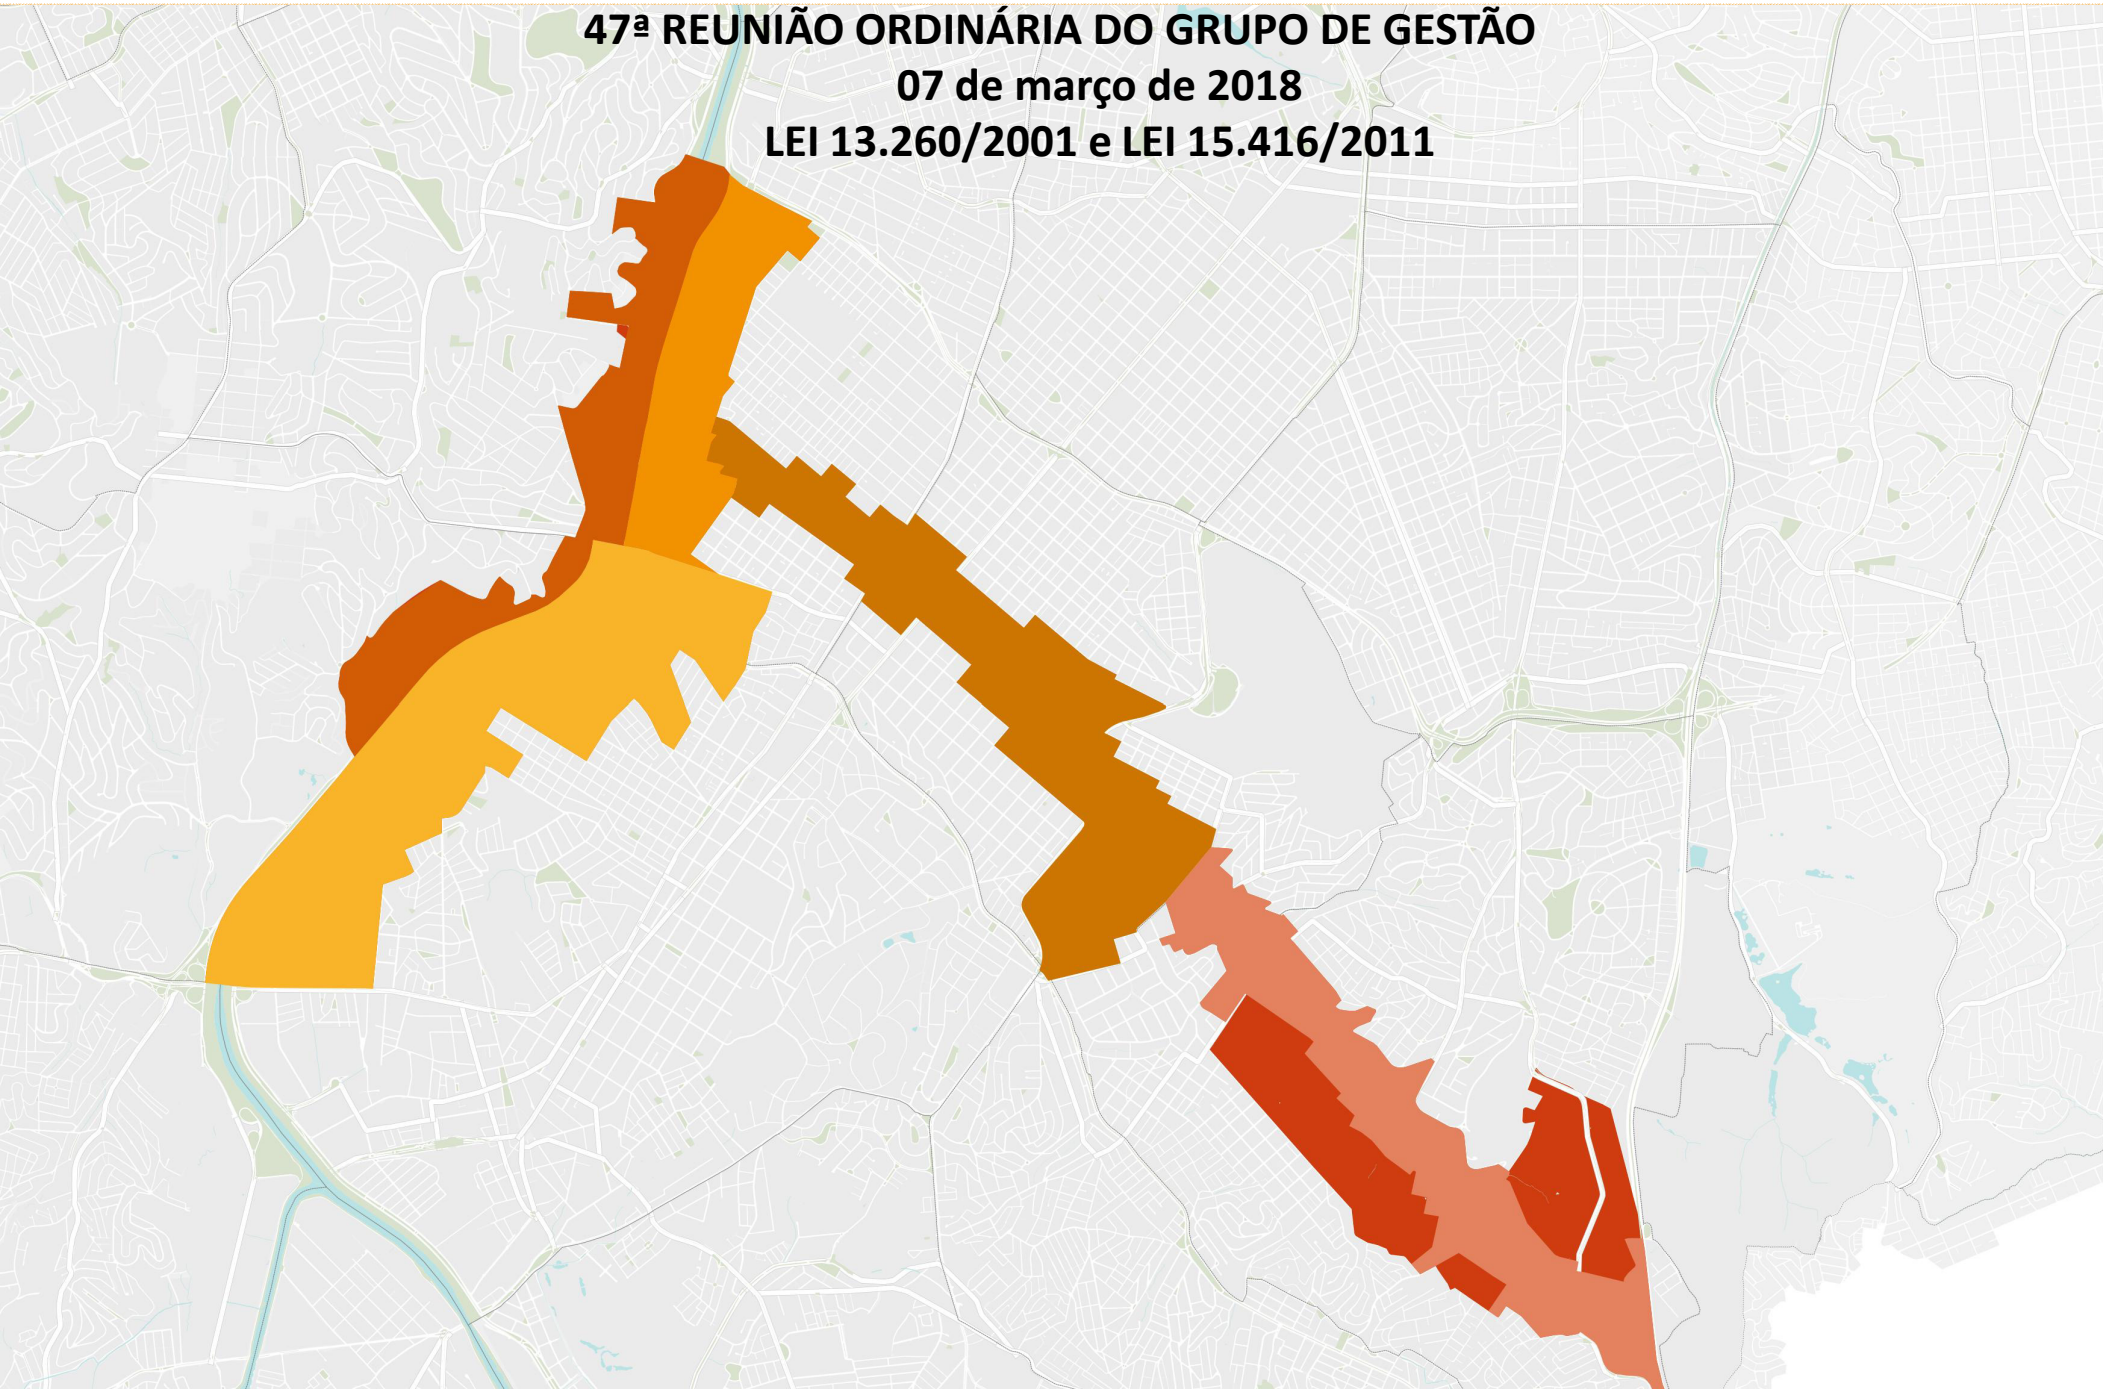 47ª REUNIÃO ORDINÁRIA DO GRUPO DE GESTÃO
07 de março de 2018
LEI 13.260/2001 e LEI 15.416/2011